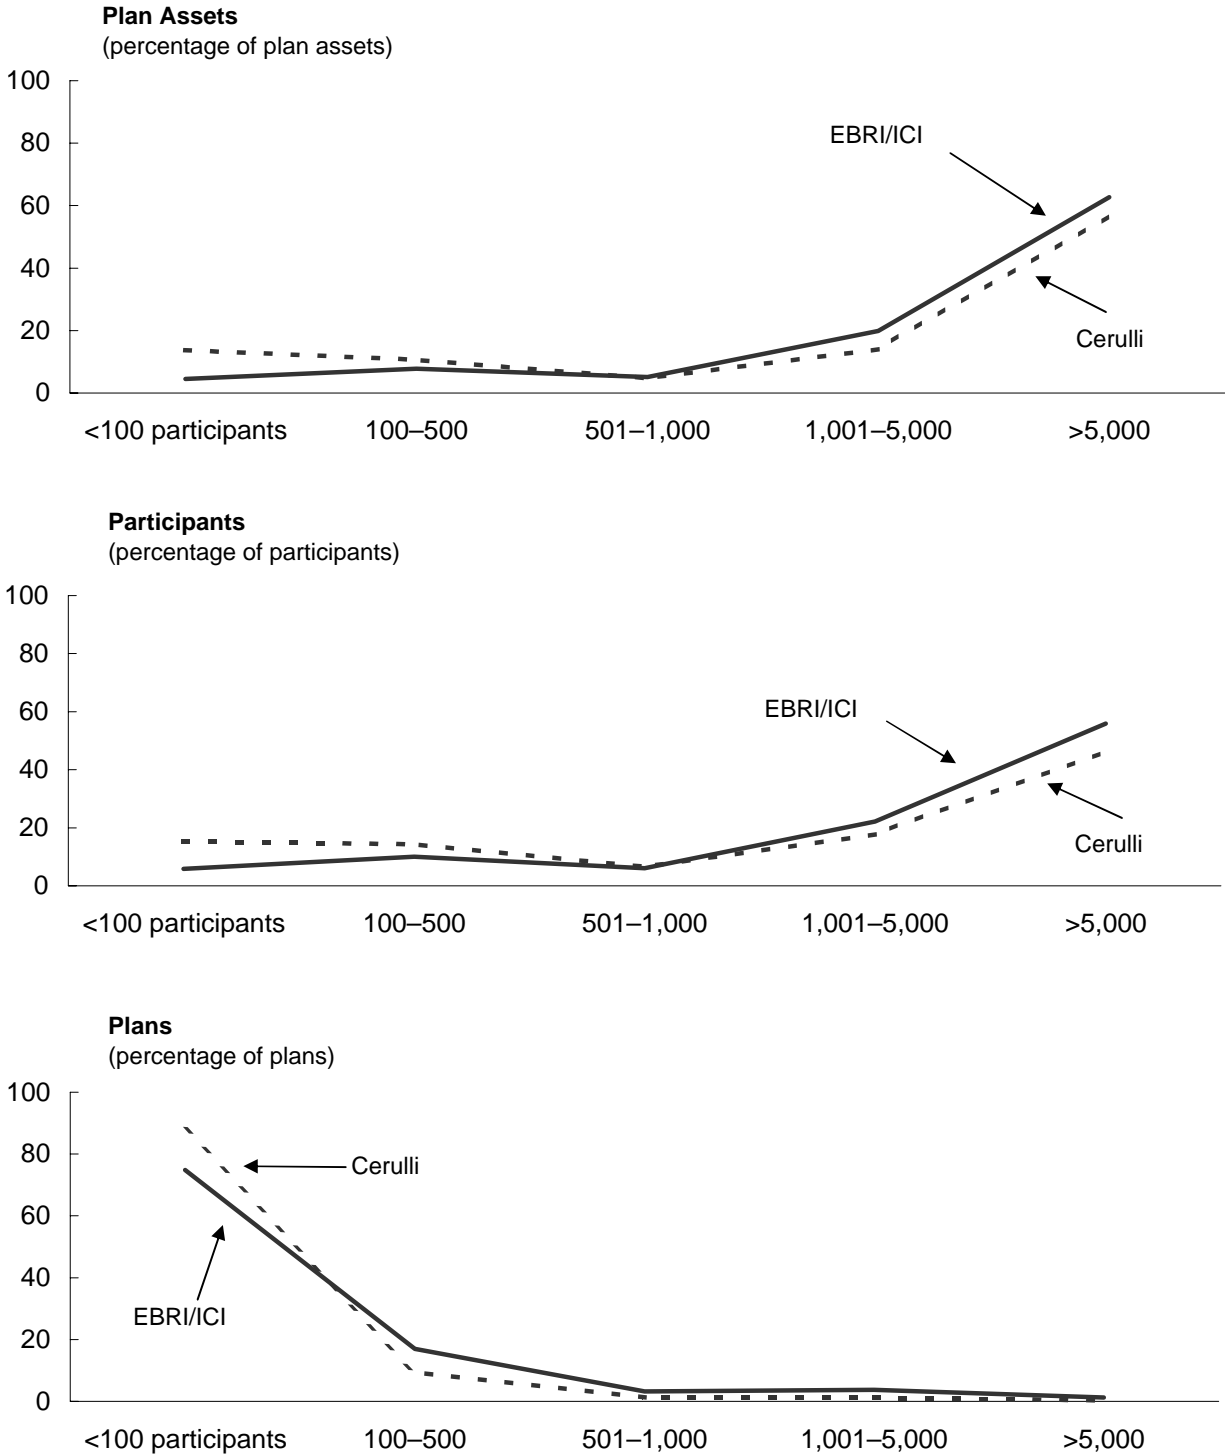 Plan Assets
(percentage of plan assets)
100
80
60
40
20
0
EBRI/ICI
Cerulli
<100 participants 100–500 501–1,000 1,001–5,000 >5,000
Participants
(percentage of participants)
100
80
60
40
20
0
EBRI/ICI
Cerulli
<100 participants 100–500 501–1,000 1,001–5,000 >5,000
Plans
(percentage of plans)
100
80
60
40
20
0
Cerulli
EBRI/ICI
<100 participants 100–500 501–1,000 1,001–5,000 >5,000